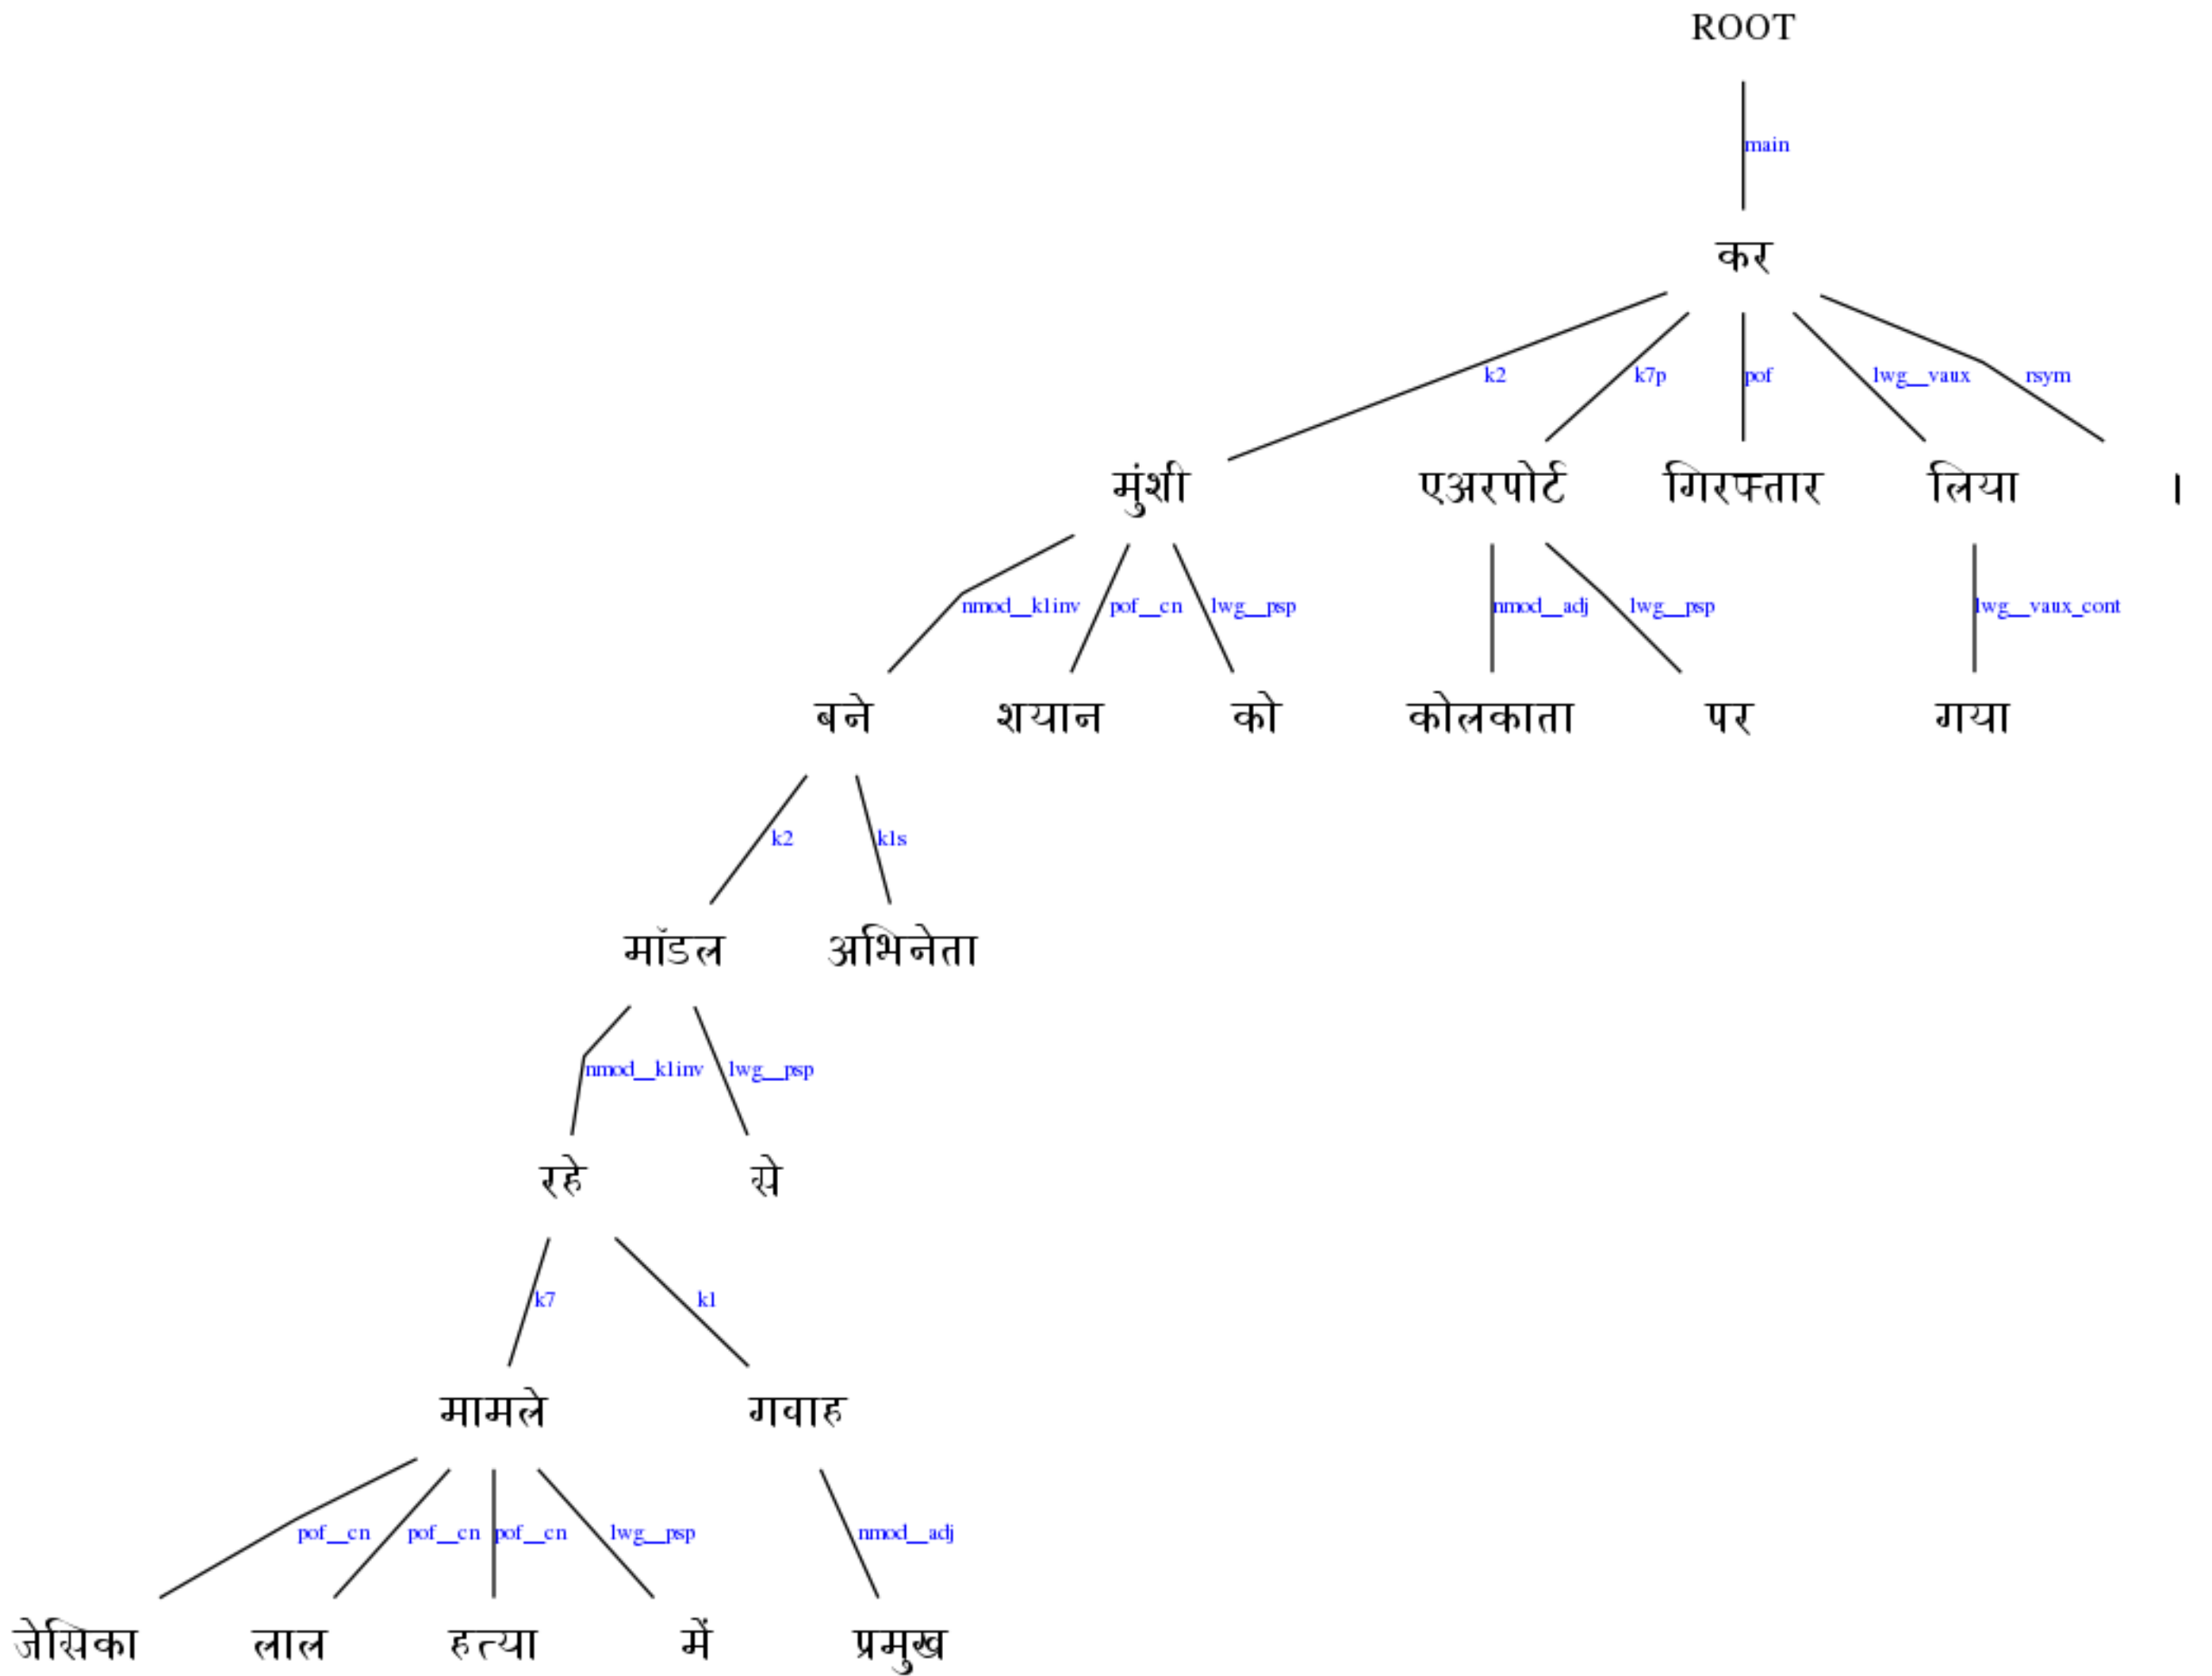 ROOT
main
कर
k2 k7p pof lwg__vaux rsym
मुंशी एअरपोर्ट गिरफ्तार लिया ।
nmod__k1inv pof__cn lwg__psp nmod__adj lwg__psp lwg__vaux_cont
बने शयान को कोलकाता पर गया
k2 k1s
मॉडल अभिनेता
nmod__k1inv lwg__psp
रहे से
k7 k1
मामले गवाह
pof__cn pof__cn pof__cn lwg__psp nmod__adj
जेसिका लाल हत्या में प्रमुख